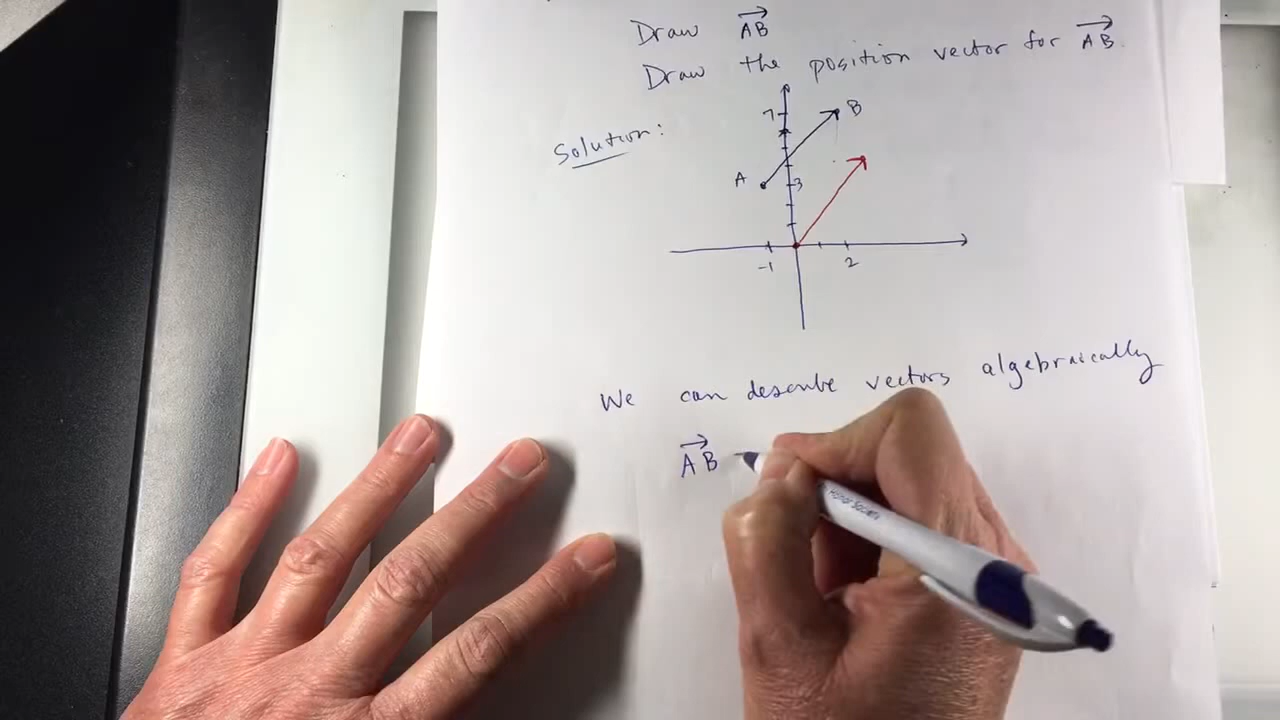 Draw AB
Draw the position vector for AB.
Solution:
7
B
A
3
-1
2
We can describe vectors algebraically
AB